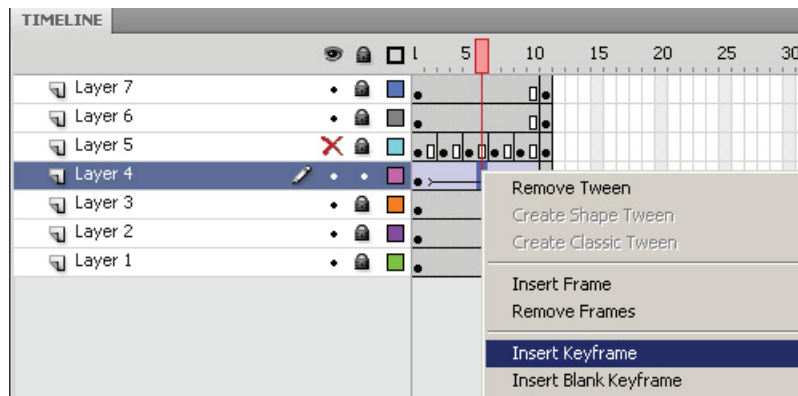 TIMELINE
1 5 10 15 20 25 30
Layer 7
Layer 6
Layer 5
Layer 4
Layer 3
Layer 2
Layer 1
Remove Tween
Create Shape Tween
Create Classic Tween
Insert Frame
Remove Frames
Insert Keyframe
Insert Blank Keyframe